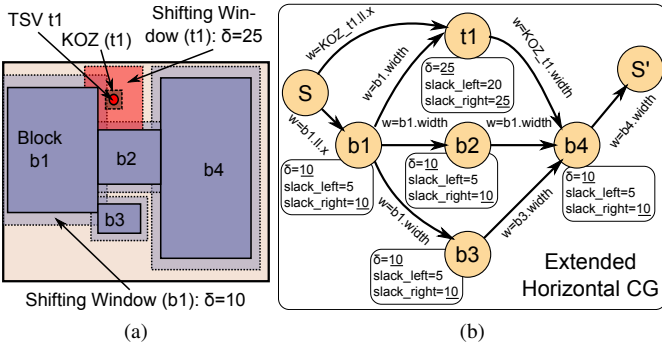 TSV t1
KOZ (t1)
Shifting Win-
dow (t1): δ=25
Block
b1
b2
b3
b4
Shifting Window (b1): δ=10
(a)
w=KOZ_t1.ll.x
t1
w=KOZ_t1.width
δ=25
slack_left=20
slack_right=25
S
S'
w=b1.ll.x
w=b1.width
w=b1.width
w=b1.width
w=b4.width
b1
b2
b4
δ=10
slack_left=5
slack_right=10
δ=10
slack_left=5
slack_right=10
δ=10
slack_left=5
slack_right=10
w=b1.width
w=b3.width
b3
δ=10
slack_left=5
slack_right=10
Extended
Horizontal CG
(b)